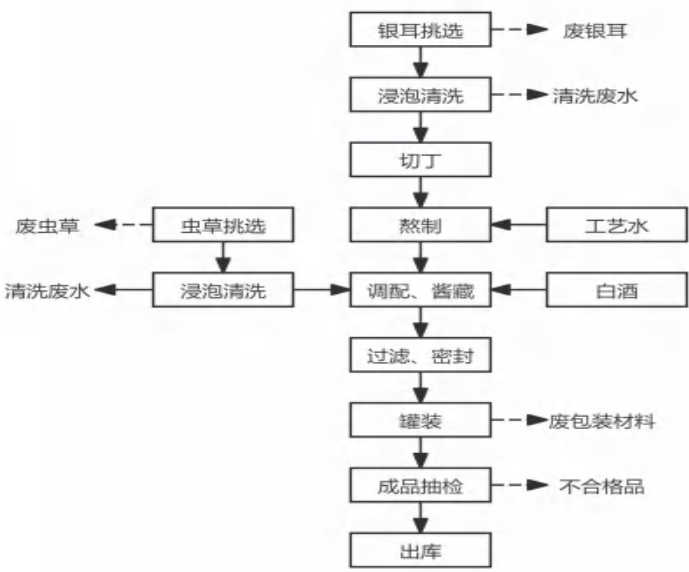 银耳挑选 废银耳
浸泡清洗 清洗废水
切丁
废虫草 虫草挑选 熬制 工艺水
清洗废水 浸泡清洗 调配、酱藏 白酒
过滤、密封
罐装 废包装材料
成品抽检 不合格品
出库